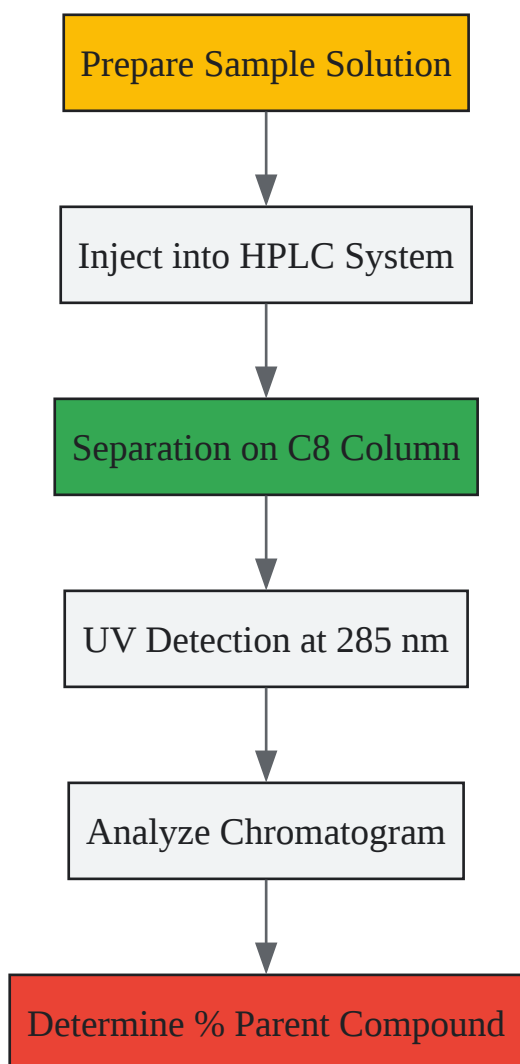 Prepare Sample Solution
Inject into HPLC System
Separation on C8 Column
UV Detection at 285 nm
Analyze Chromatogram
Determine % Parent Compound